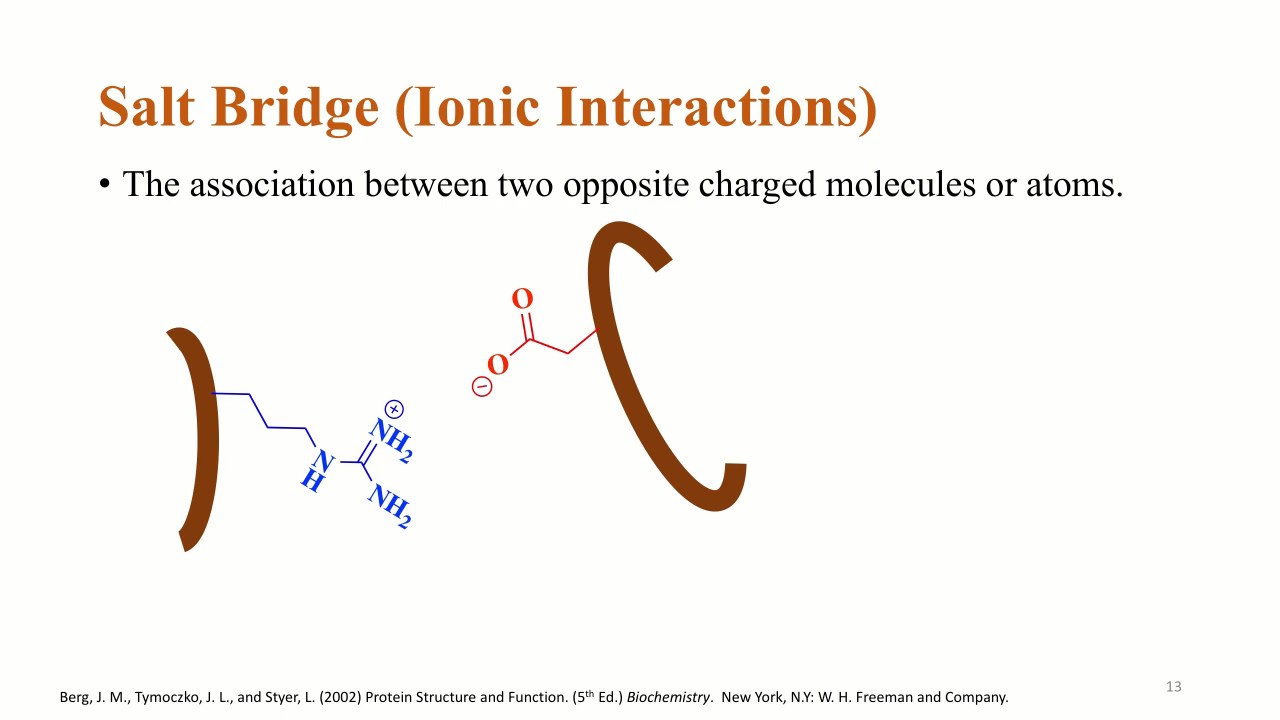 Salt Bridge (Ionic Interactions)
• The association between two opposite charged molecules or atoms.
O
O
−
+
NH2
N
H
NH2
Berg, J. M., Tymoczko, J. L., and Styer, L. (2002) Protein Structure and Function. (5th Ed.) Biochemistry. New York, N.Y: W. H. Freeman and Company.
13